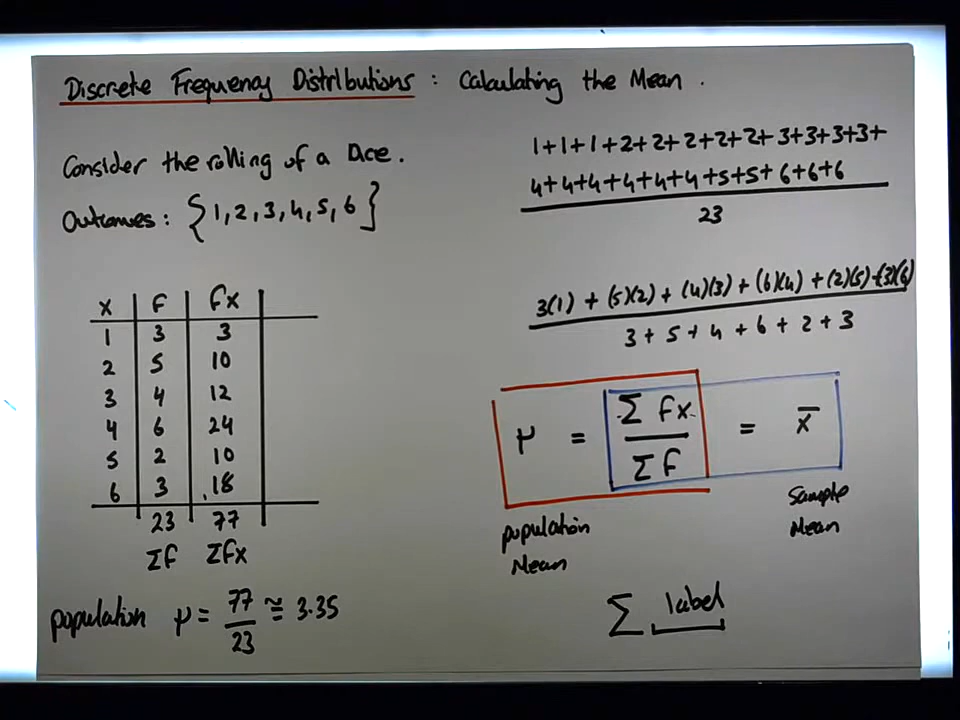 Discrete Frequency Distributions : Calculating the Mean .
Consider the rolling of a Dice.
Outcomes : {1, 2, 3, 4, 5, 6}
x | F | Fx
1 | 3 | 3
2 | 5 | 10
3 | 4 | 12
4 | 6 | 24
5 | 2 | 10
6 | 3 | 18
23 | 77
ΣF ΣFx
population μ = 77/23 ≅ 3.35
1+1+1+2+2+2+2+2+3+3+3+3+
4+4+4+4+4+4+5+5+6+6+6
23
3(1) + (5)(2) + (4)(3) + (6)(4) + (2)(5) + (3)(6)
3 + 5 + 4 + 6 + 2 + 3
μ = Σ Fx / Σ F = x̄
population
Mean
Sample
Mean
Σ label